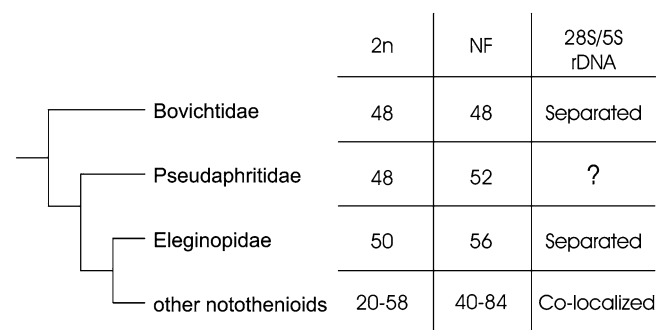 2n NF 28S/5S
rDNA
Bovichtidae 48 48 Separated
Pseudaphritidae 48 52 ?
Eleginopidae 50 56 Separated
other notothenioids 20-58 40-84 Co-localized